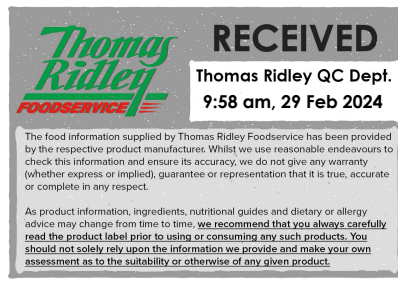 Thomas
Ridley
FOODSERVICE
RECEIVED
Thomas Ridley QC Dept.
9:58 am, 29 Feb 2024
The food information supplied by Thomas Ridley Foodservice has been provided
by the respective product manufacturer. Whilst we use reasonable endeavours to
check this information and ensure its accuracy, we do not give any warranty
(whether express or implied), guarantee or representation that it is true, accurate
or complete in any respect.
As product information, ingredients, nutritional guides and dietary or allergy
advice may change from time to time, we recommend that you always carefully
read the product label prior to using or consuming any such products. You
should not solely rely upon the information we provide and make your own
assessment as to the suitability or otherwise of any given product.